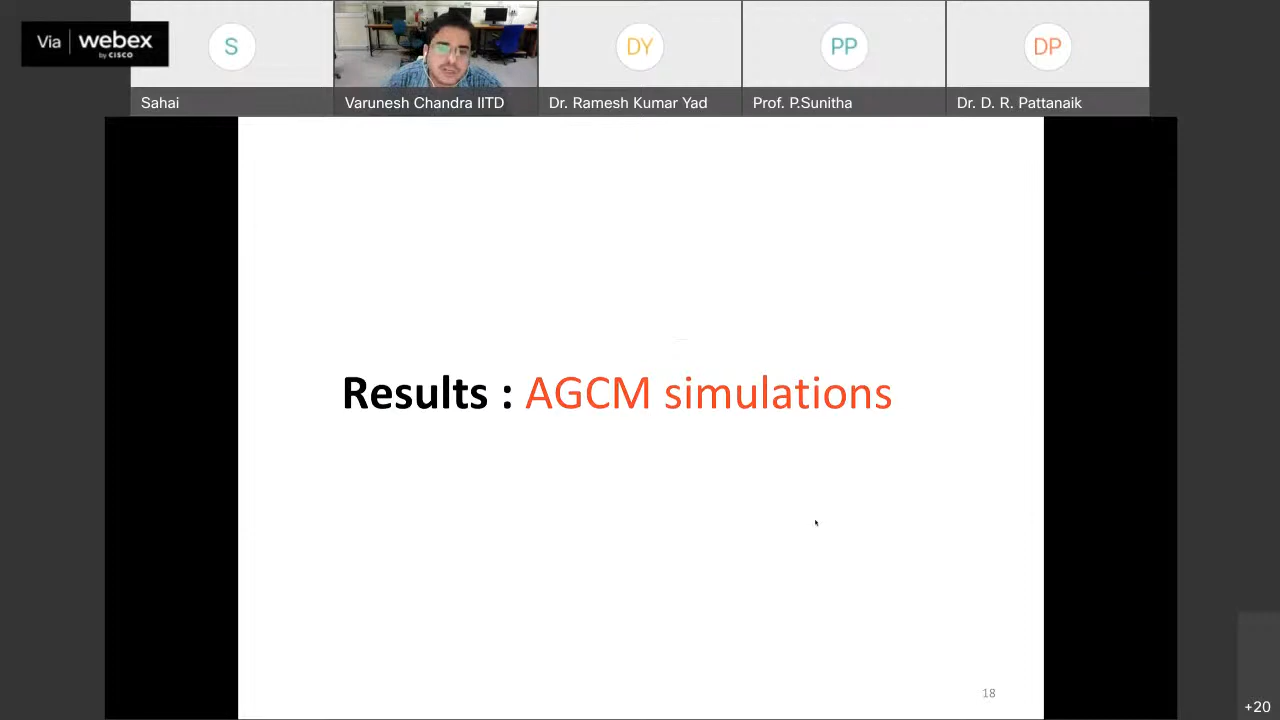 Via webex
by CISCO
S
DY
PP
DP
Sahai
Varunesh Chandra IITD
Dr. Ramesh Kumar Yad
Prof. P.Sunitha
Dr. D. R. Pattanaik
Results : AGCM simulations
18
+20